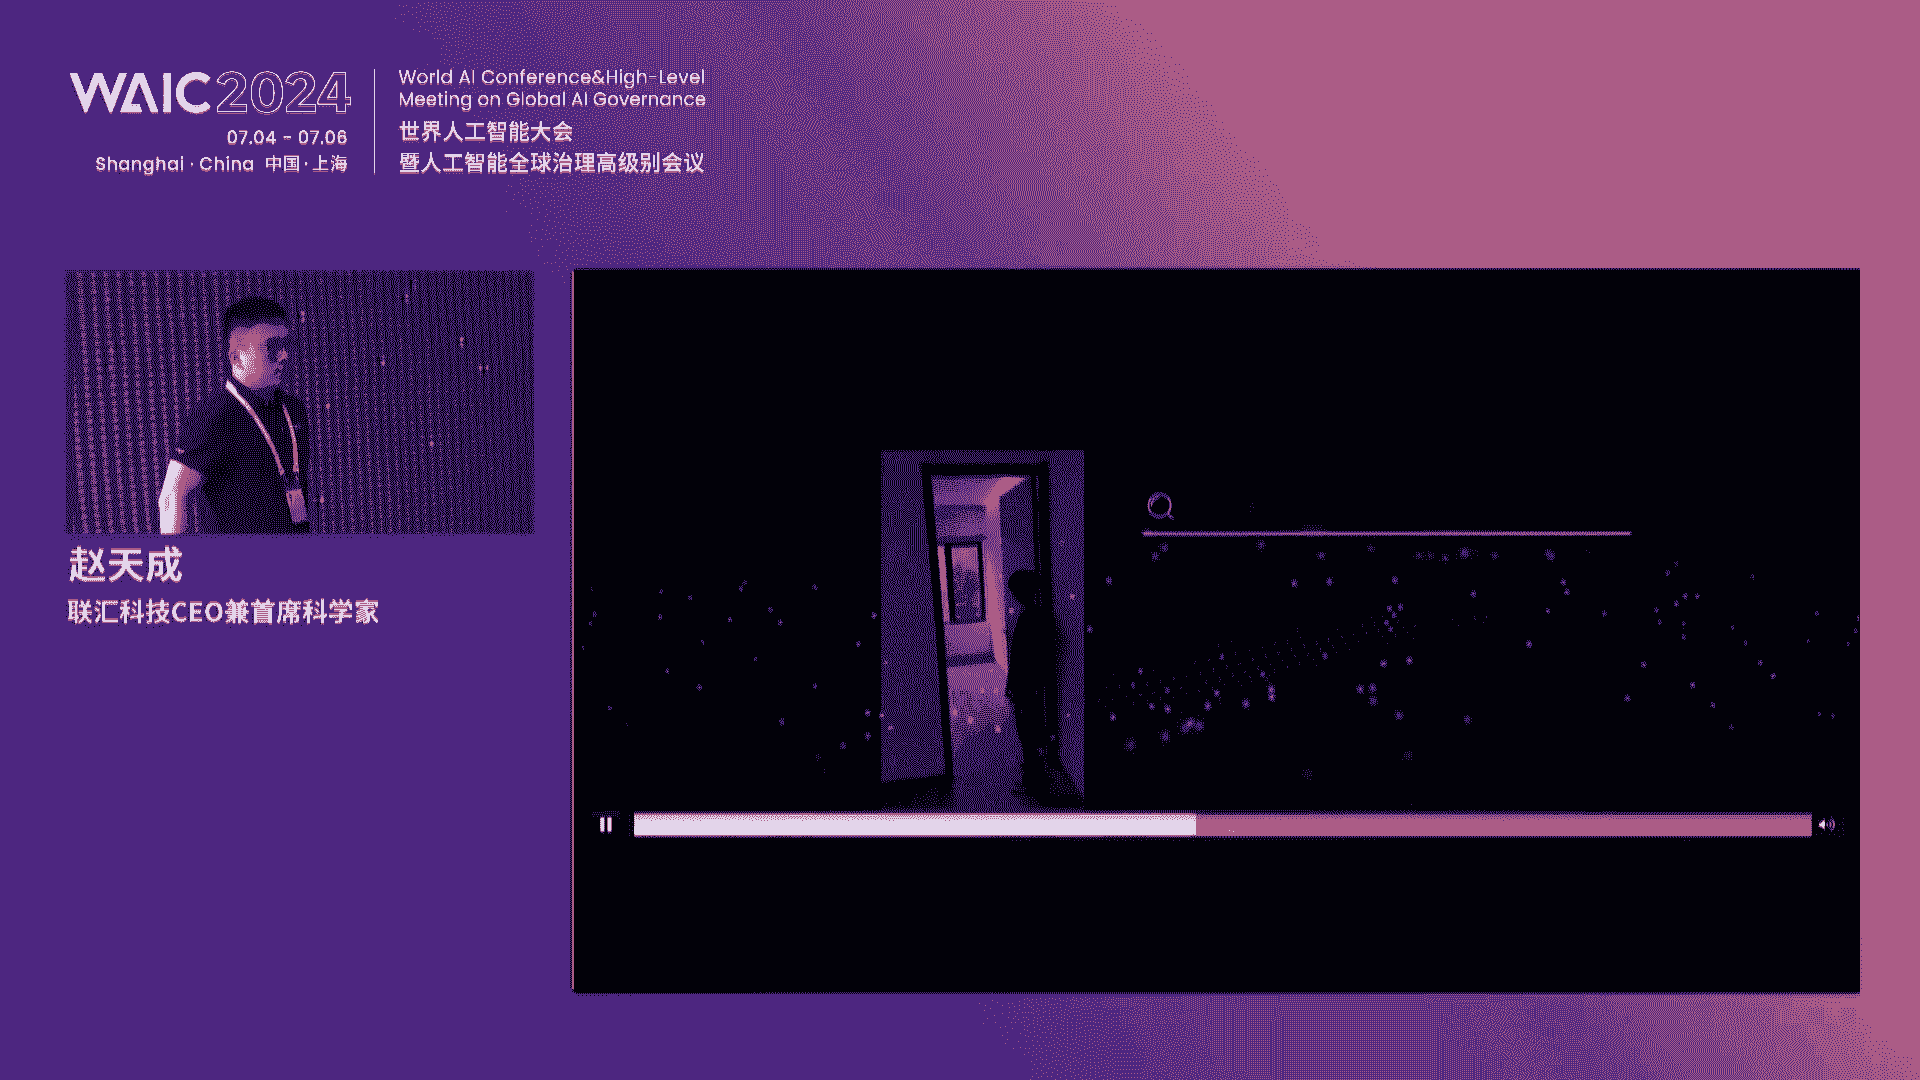 WAIC 2024
07.04 - 07.06
Shanghai · China 中国·上海
World AI Conference&High-Level
Meeting on Global AI Governance
世界人工智能大会
暨人工智能全球治理高级别会议
赵天成
联汇科技CEO兼首席科学家